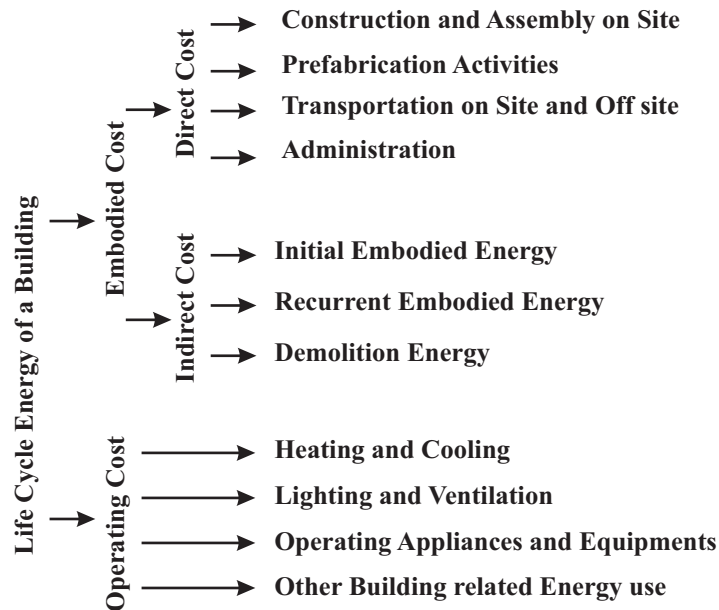 Life Cycle Energy of a Building
Embodied Cost
Direct Cost
Construction and Assembly on Site
Prefabrication Activities
Transportation on Site and Off site
Administration
Indirect Cost
Initial Embodied Energy
Recurrent Embodied Energy
Demolition Energy
Operating Cost
Heating and Cooling
Lighting and Ventilation
Operating Appliances and Equipments
Other Building related Energy use